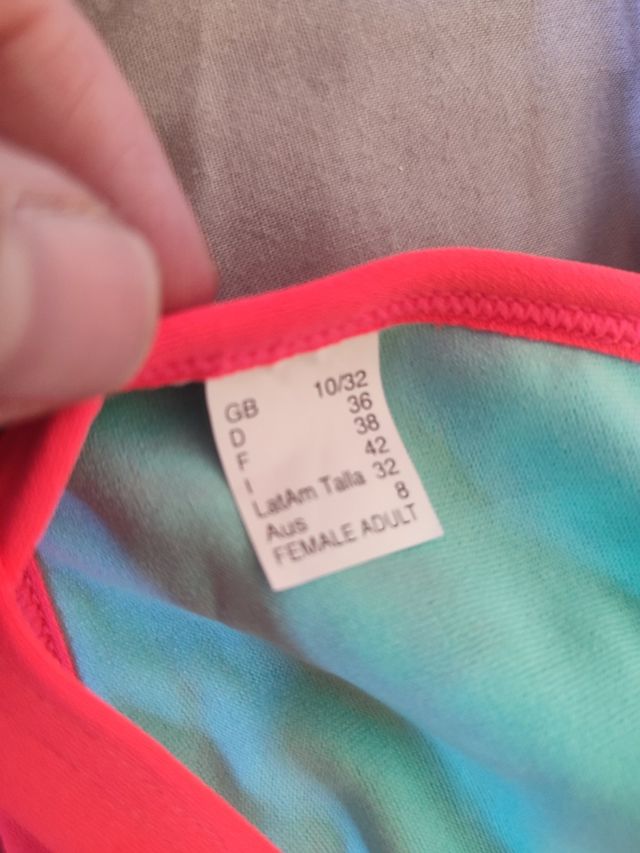 GB 10/32
D 36
F 38
I 42
LatAm Talla 32
Aus 8
FEMALE ADULT